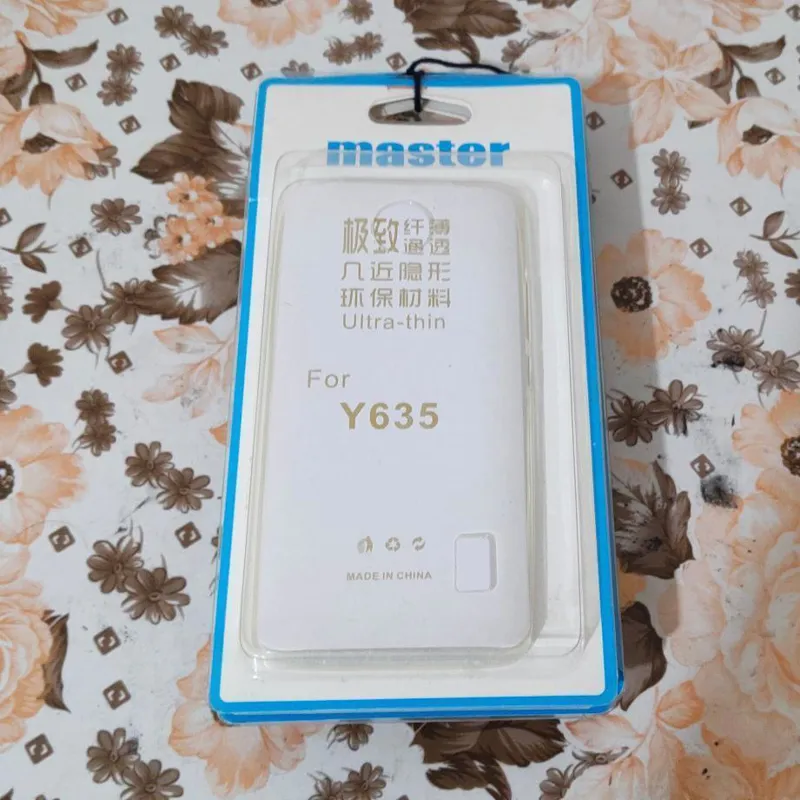 master
极致纤薄
通透
几近隐形
环保材料
Ultra-thin
For
Y635
MADE IN CHINA